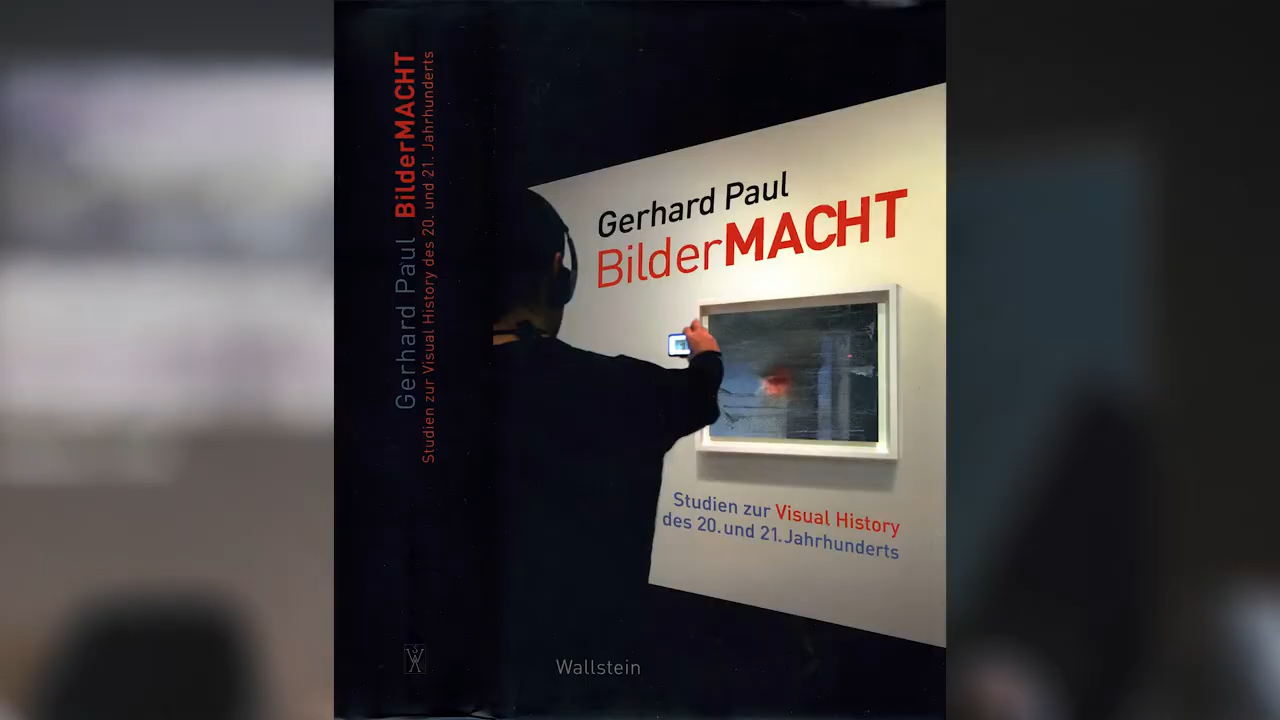 Gerhard Paul BilderMACHT
Studien zur Visual History des 20. und 21. Jahrhunderts
Gerhard Paul
BilderMACHT
Studien zur Visual History
des 20. und 21. Jahrhunderts
Wallstein